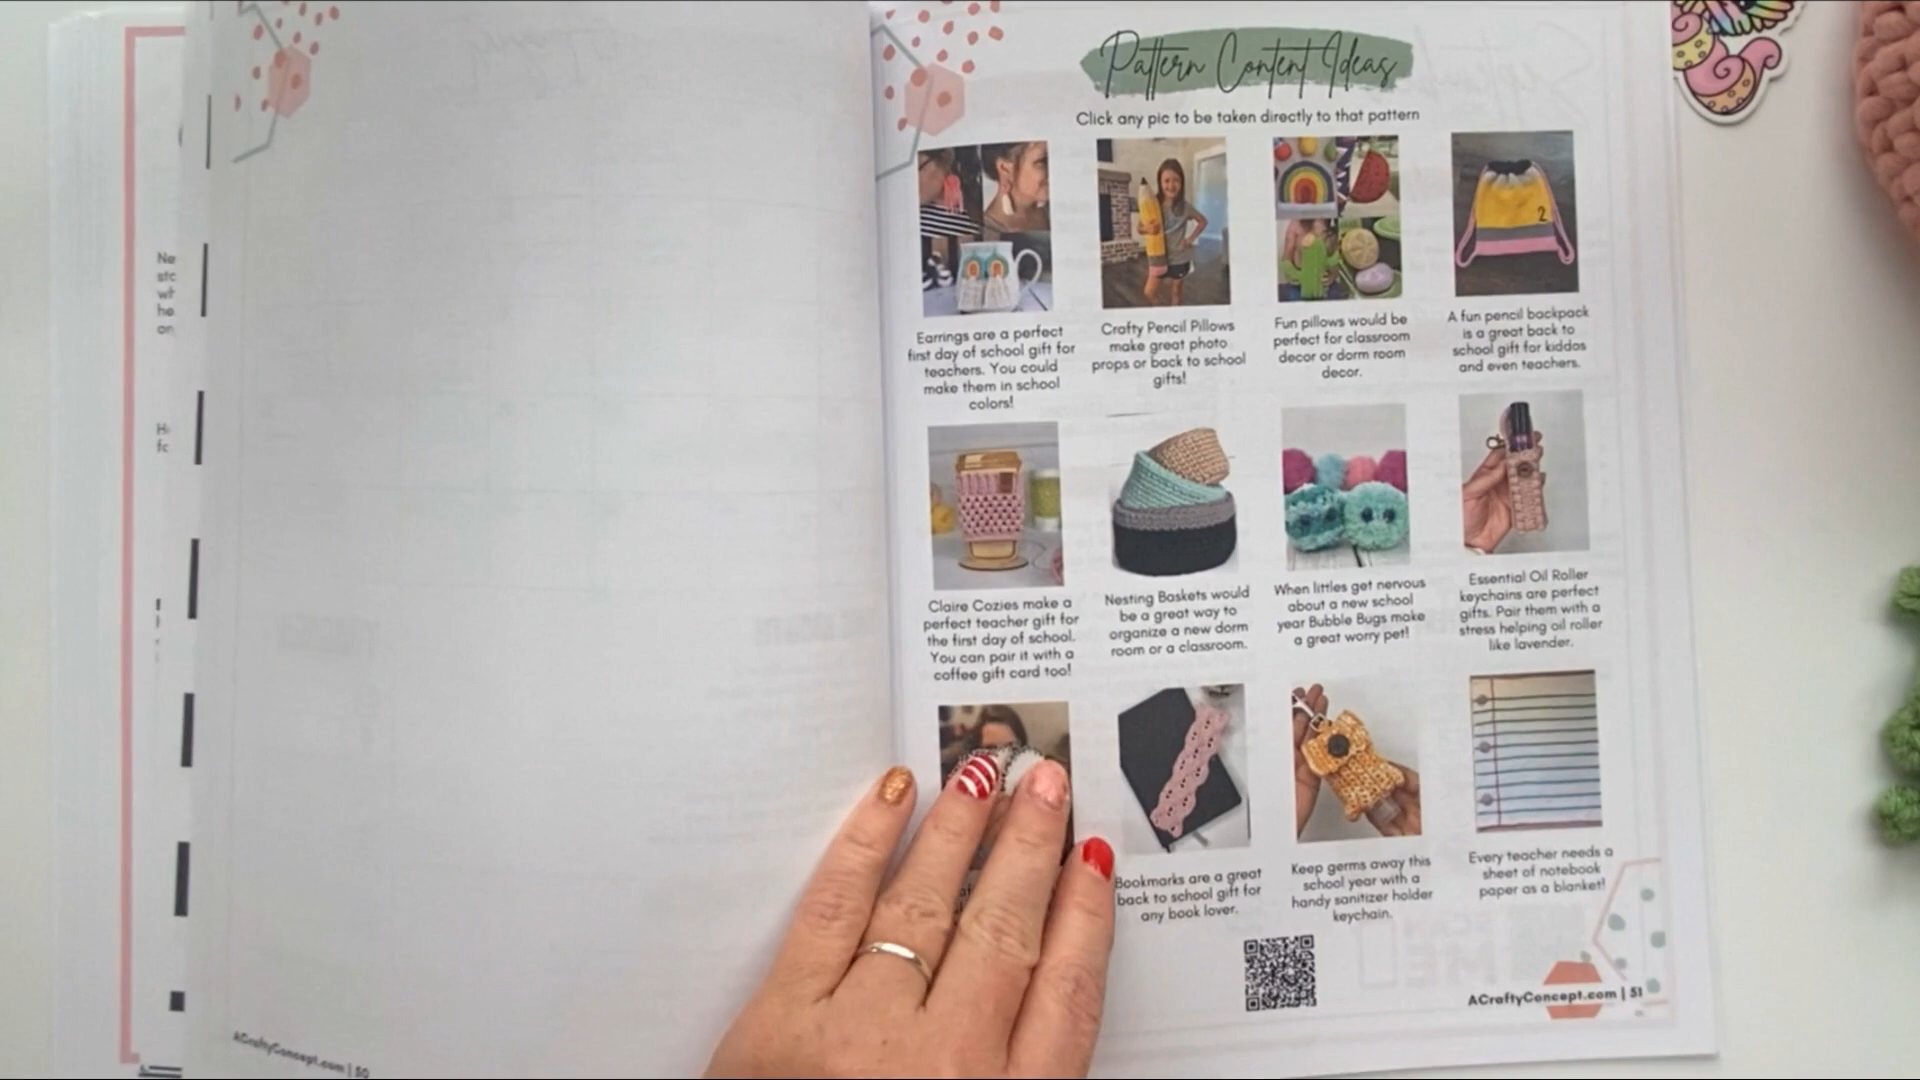 Pattern Content Ideas
Click any pic to be taken directly to that pattern
2
Earrings are a perfect
first day of school gift for
teachers. You could
make them in school
colors!
Crafty Pencil Pillows
make great photo
props or back to school
gifts!
Fun pillows would be
perfect for classroom
decor or dorm room
decor.
A fun pencil backpack
is a great back to
school gift for kiddos
and even teachers.
Claire Cozies make a
perfect teacher gift for
the first day of school.
You can pair it with a
coffee gift card too!
Nesting Baskets would
be a great way to
organize a new dorm
room or a classroom.
When littles get nervous
about a new school
year Bubble Bugs make
a great worry pet!
Essential Oil Roller
keychains are perfect
gifts. Pair them with a
stress helping oil roller
like lavender.
Bookmarks are a great
back to school gift for
any book lover.
Keep germs away this
school year with a
handy sanitizer holder
keychain.
Every teacher needs a
sheet of notebook
paper as a blanket!
ACraftyConcept.com | 51
ACraftyConcept.com | 50